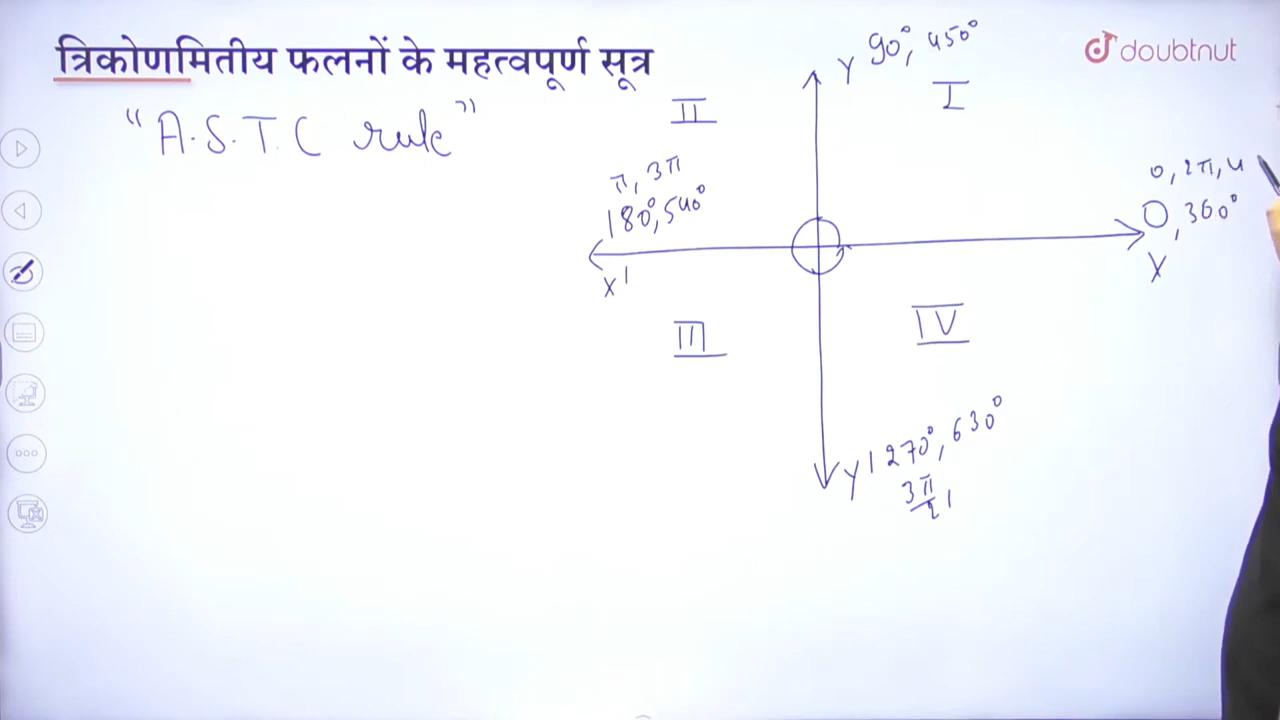 त्रिकोणमितीय फलनों के महत्वपूर्ण सूत्र
"A.S.T.C rule"
doubtnut
Y 90°, 450°
I
II
π, 3π
180°, 540°
X'
0, 2π, 4
0, 360°
X
III
IV
Y' 270°, 630°
3π/2,